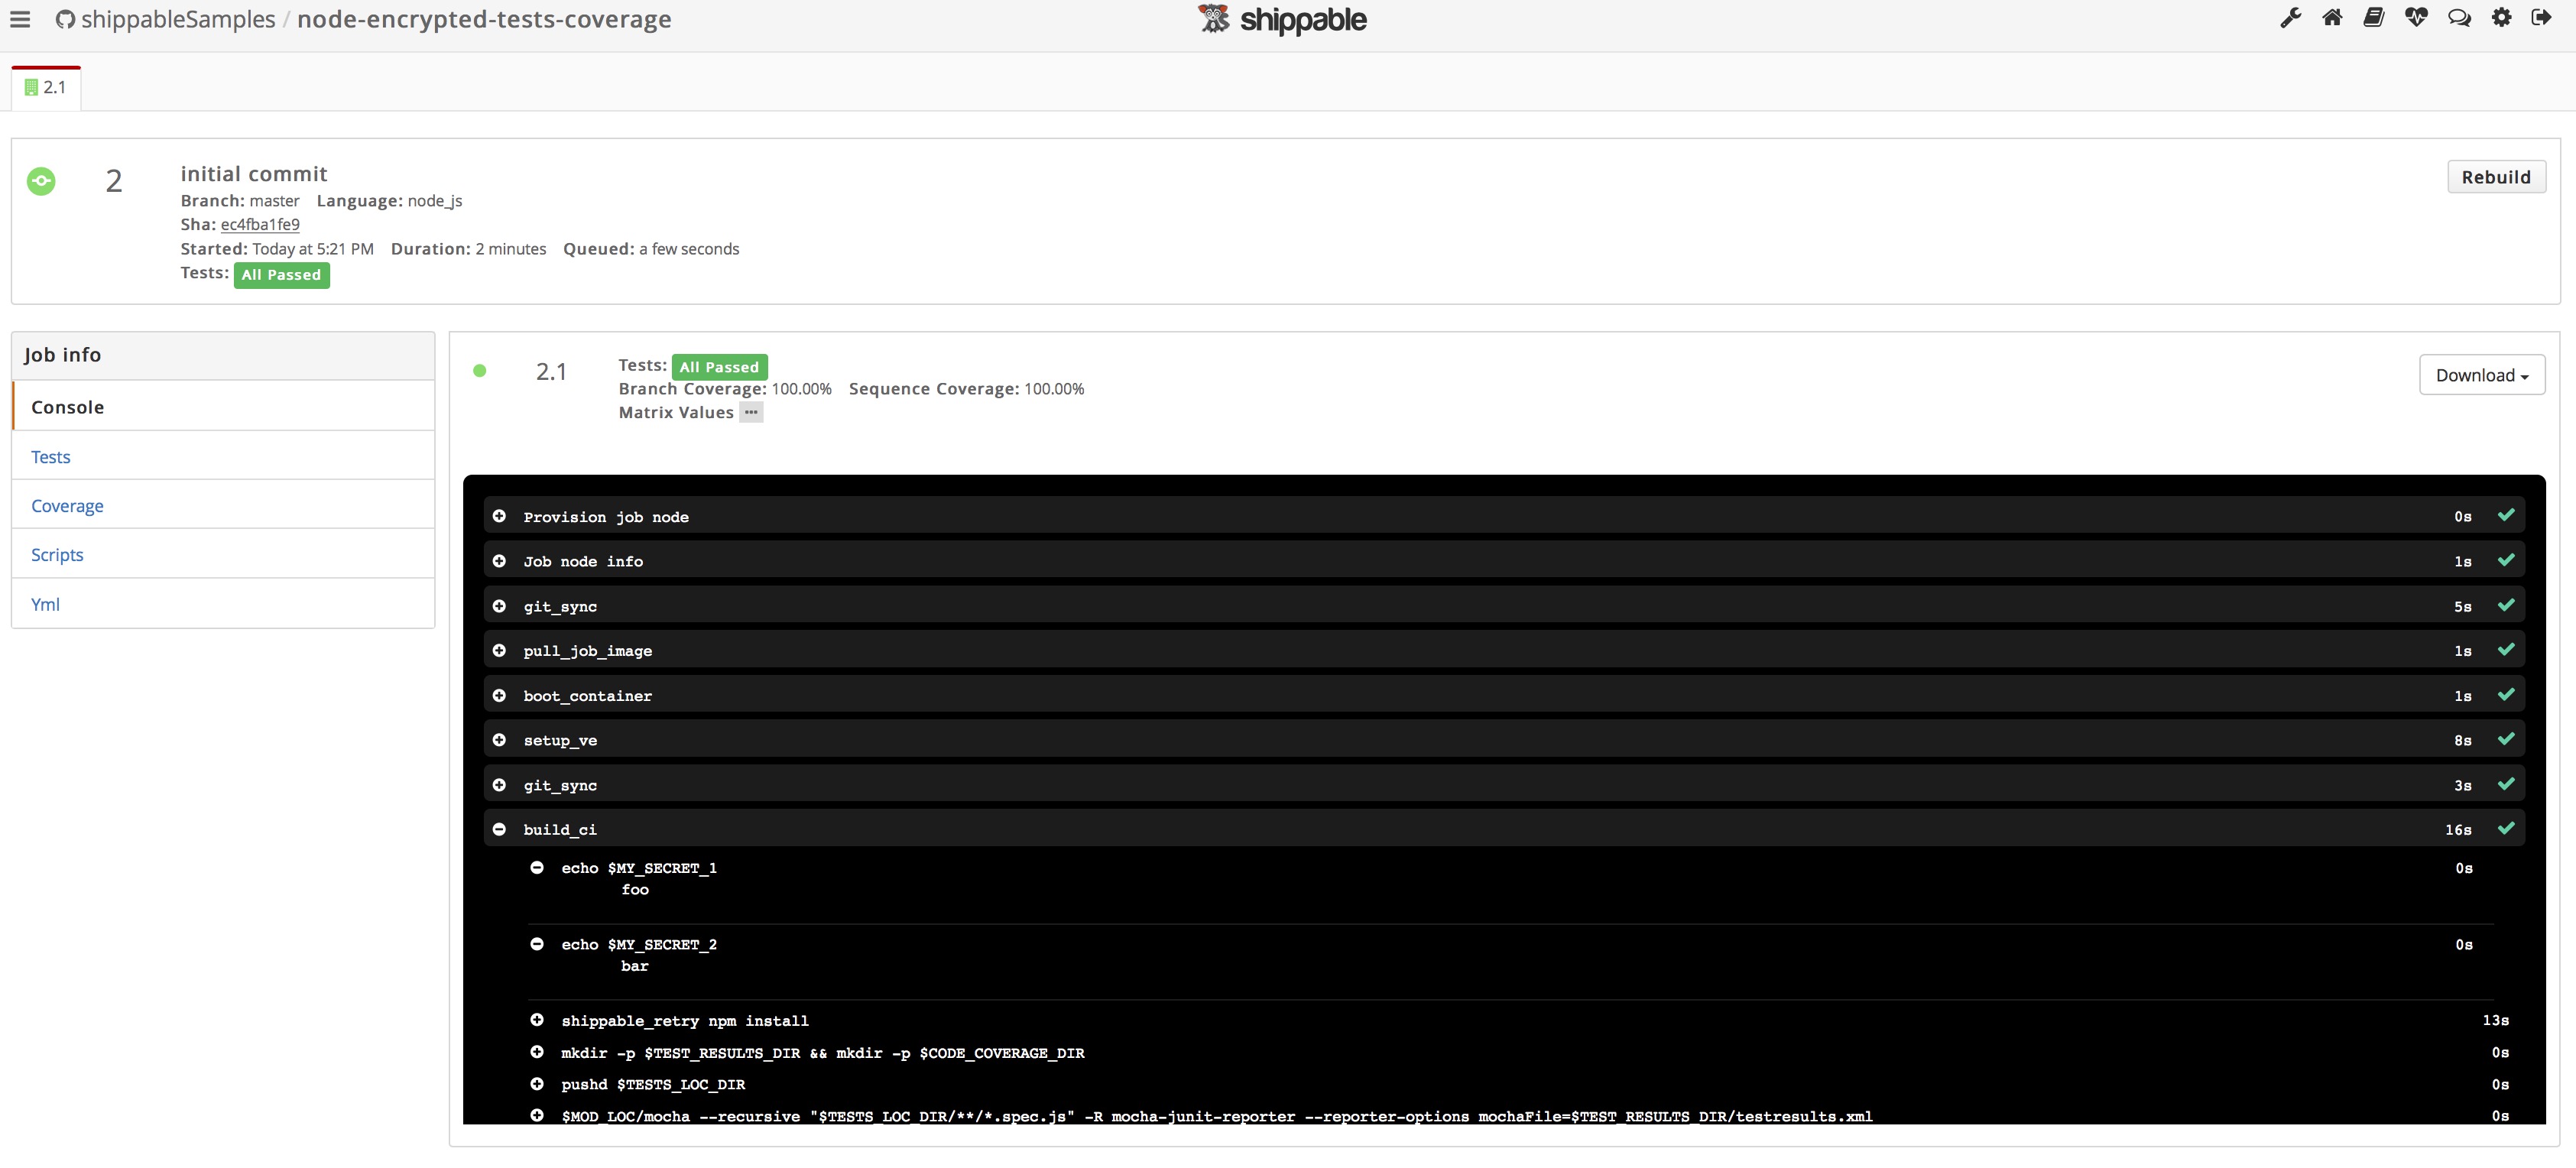 shippableSamples / node-encrypted-tests-coverage
shippable
2.1
2
initial commit
Rebuild
Branch: master Language: node_js
Sha: ec4fba1fe9
Started: Today at 5:21 PM Duration: 2 minutes Queued: a few seconds
Tests: All Passed
Job info
Console
Tests
Coverage
Scripts
Yml
2.1
Tests: All Passed
Download
Branch Coverage: 100.00% Sequence Coverage: 100.00%
Matrix Values ...
Provision job node 0s
Job node info 1s
git_sync 5s
pull_job_image 1s
boot_container 1s
setup_ve 8s
git_sync 3s
build_ci 16s
echo $MY_SECRET_1 0s
foo
echo $MY_SECRET_2 0s
bar
shippable_retry npm install 13s
mkdir -p $TEST_RESULTS_DIR && mkdir -p $CODE_COVERAGE_DIR 0s
pushd $TESTS_LOC_DIR 0s
$MOD_LOC/mocha --recursive "$TESTS_LOC_DIR/**/*.spec.js" -R mocha-junit-reporter --reporter-options mochaFile=$TEST_RESULTS_DIR/testresults.xml 0s